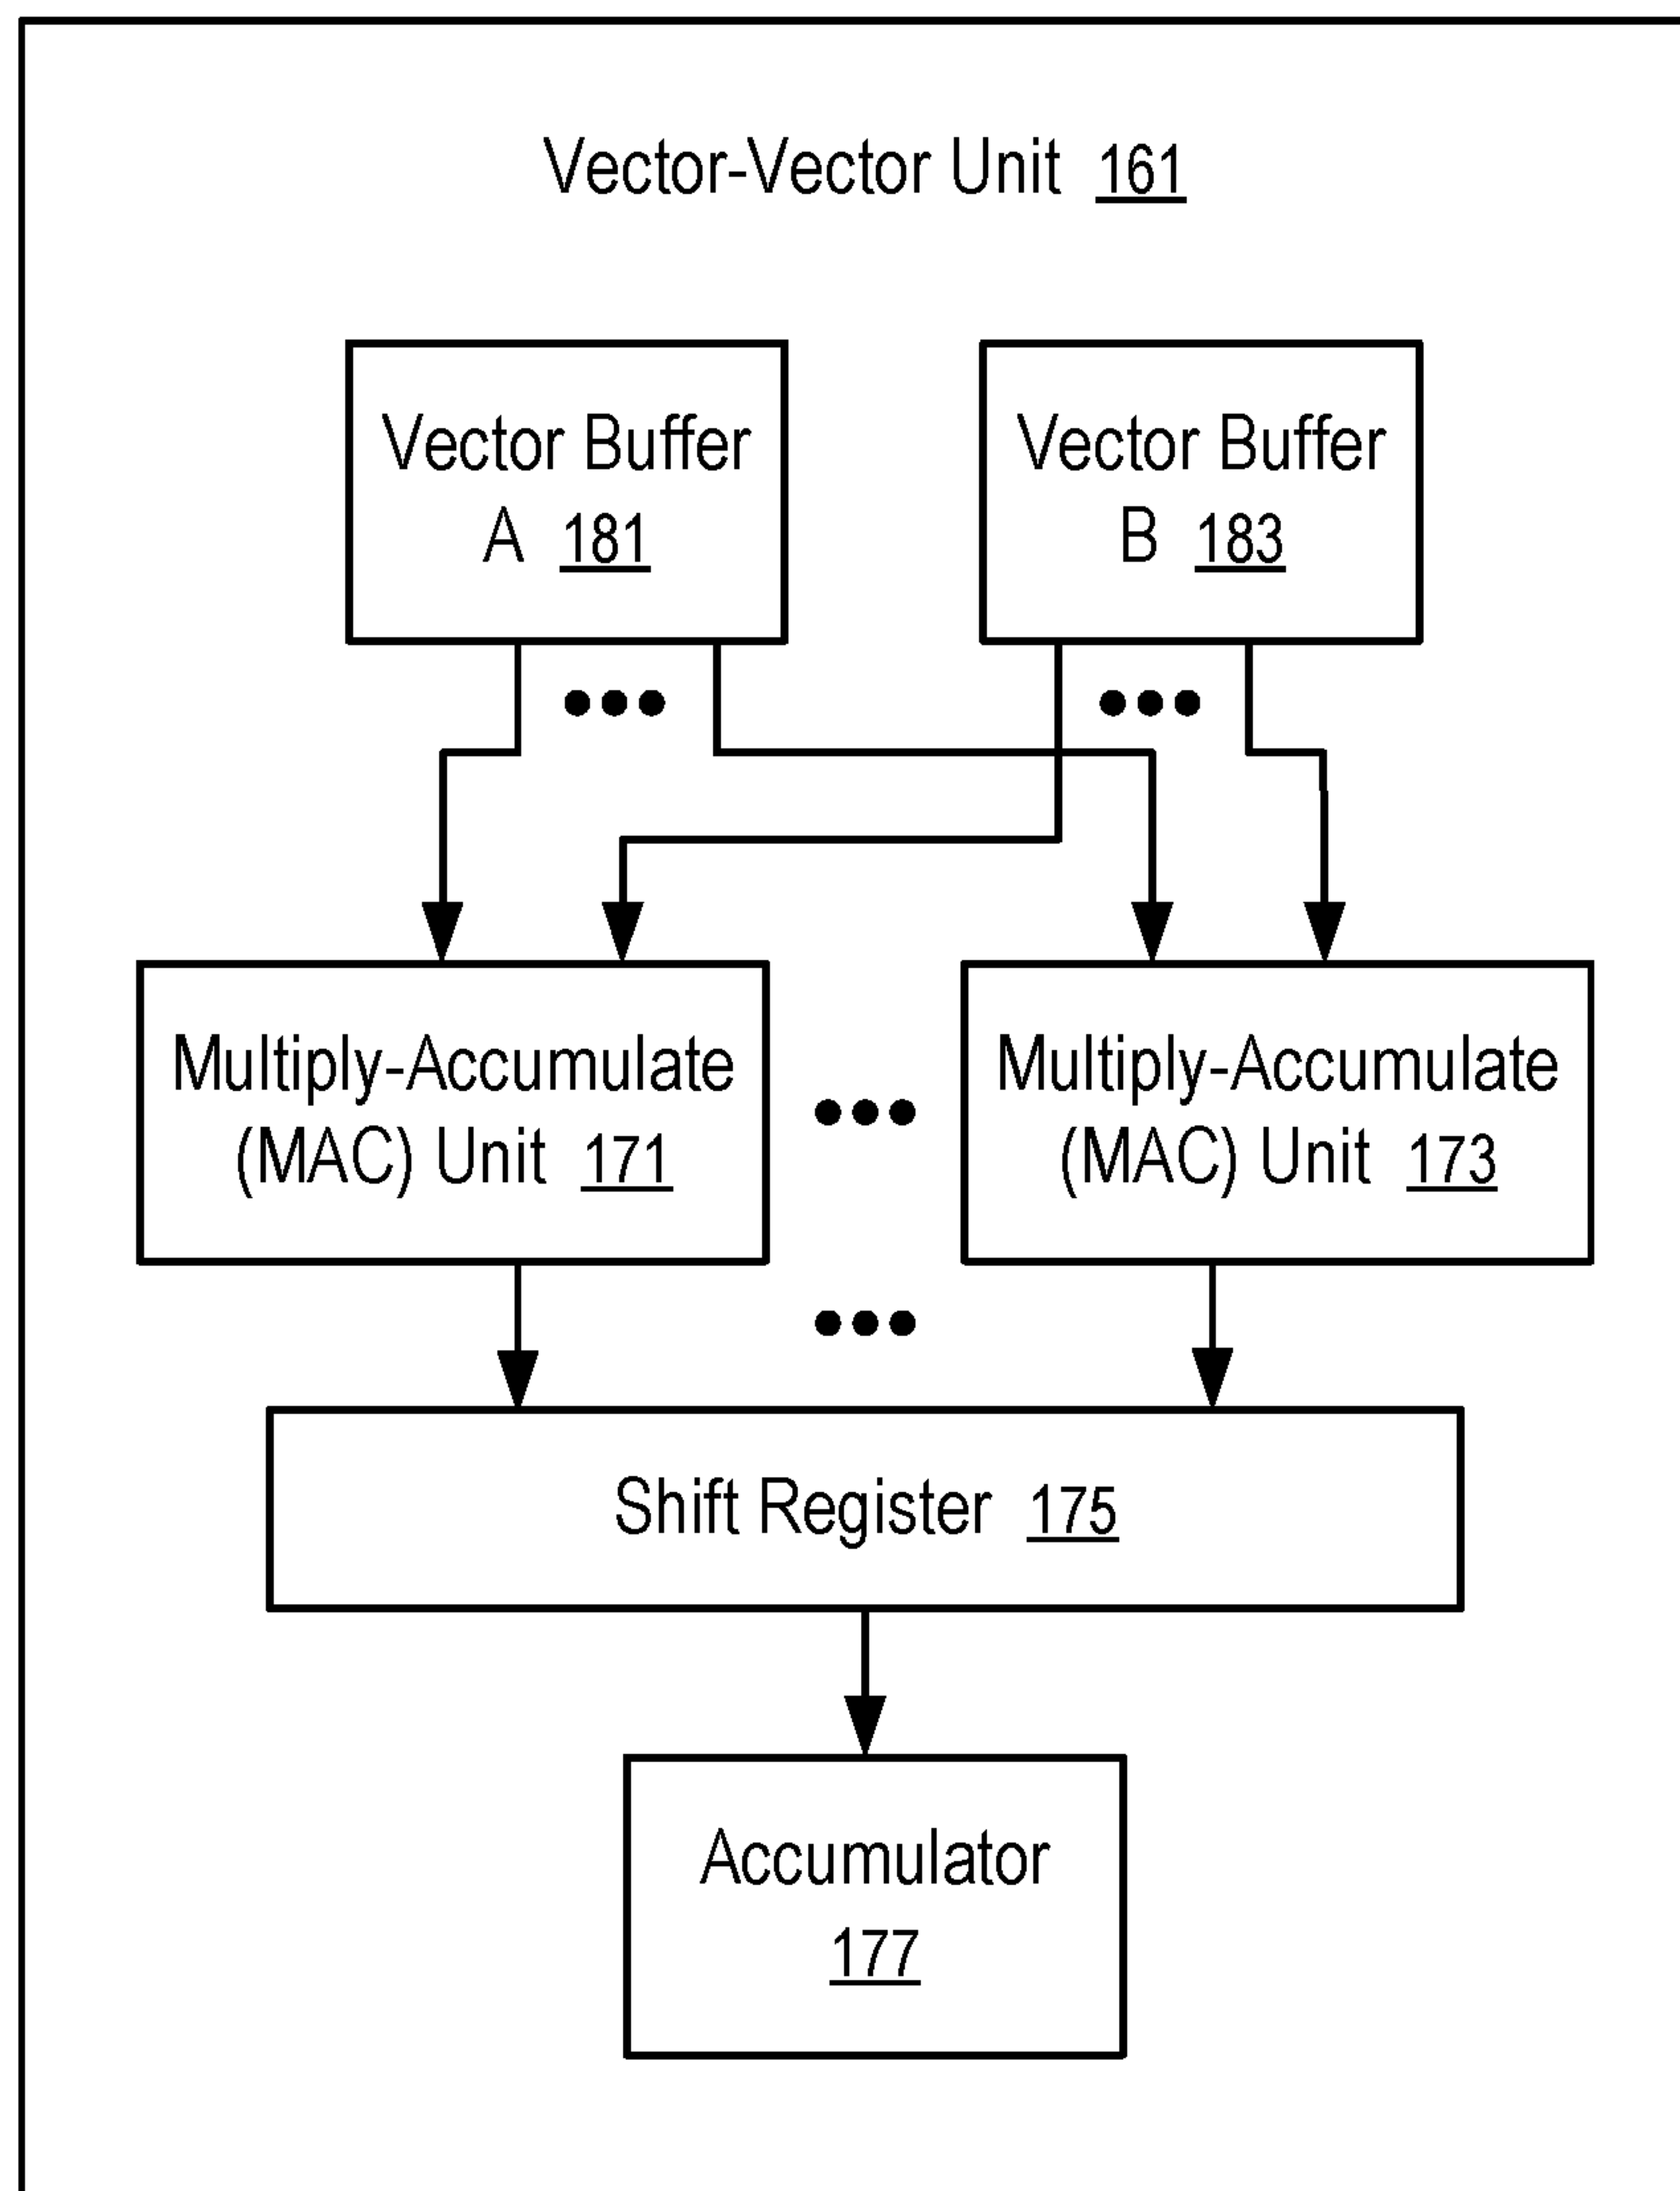 Vector-Vector Unit 161
Vector Buffer
A 181
Vector Buffer
B 183
Multiply-Accumulate
(MAC) Unit 171
Multiply-Accumulate
(MAC) Unit 173
Shift Register 175
Accumulator
177